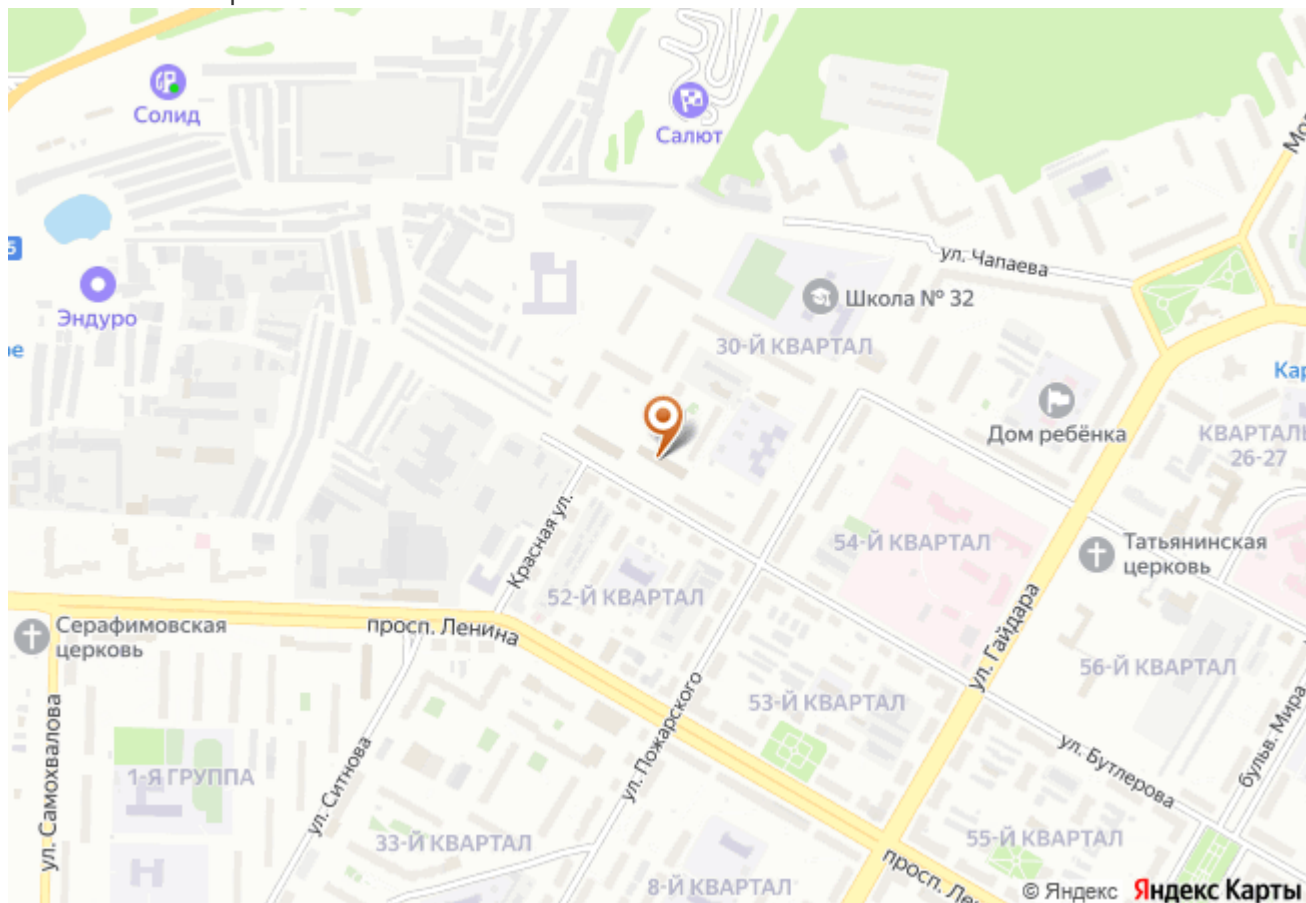 Солид
Салют
ул. Чапаева
Эндуро
Школа № 32
30-Й КВАРТАЛ
Дом ребёнка
КВАРТАЛЫ
26-27
Красная ул.
54-Й КВАРТАЛ
Татьянинская
церковь
52-Й КВАРТАЛ
просп. Ленина
Серафимовская
церковь
ул. Гайдара
56-Й КВАРТАЛ
ул. Самохвалова
1-Я ГРУППА
ул. Ситнова
ул. Пожарского
53-Й КВАРТАЛ
ул. Бутлерова
бульв. Мира
33-Й КВАРТАЛ
55-Й КВАРТАЛ
8-Й КВАРТАЛ
просп. Ле
© Яндекс Яндекс Карты